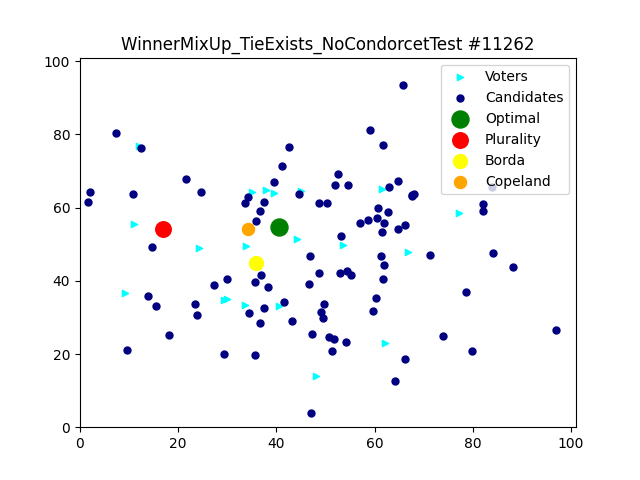 WinnerMixUp_TieExists_NoCondorcetTest #11262
100
80
60
40
20
0
0 20 40 60 80 100
Voters
Candidates
Optimal
Plurality
Borda
Copeland